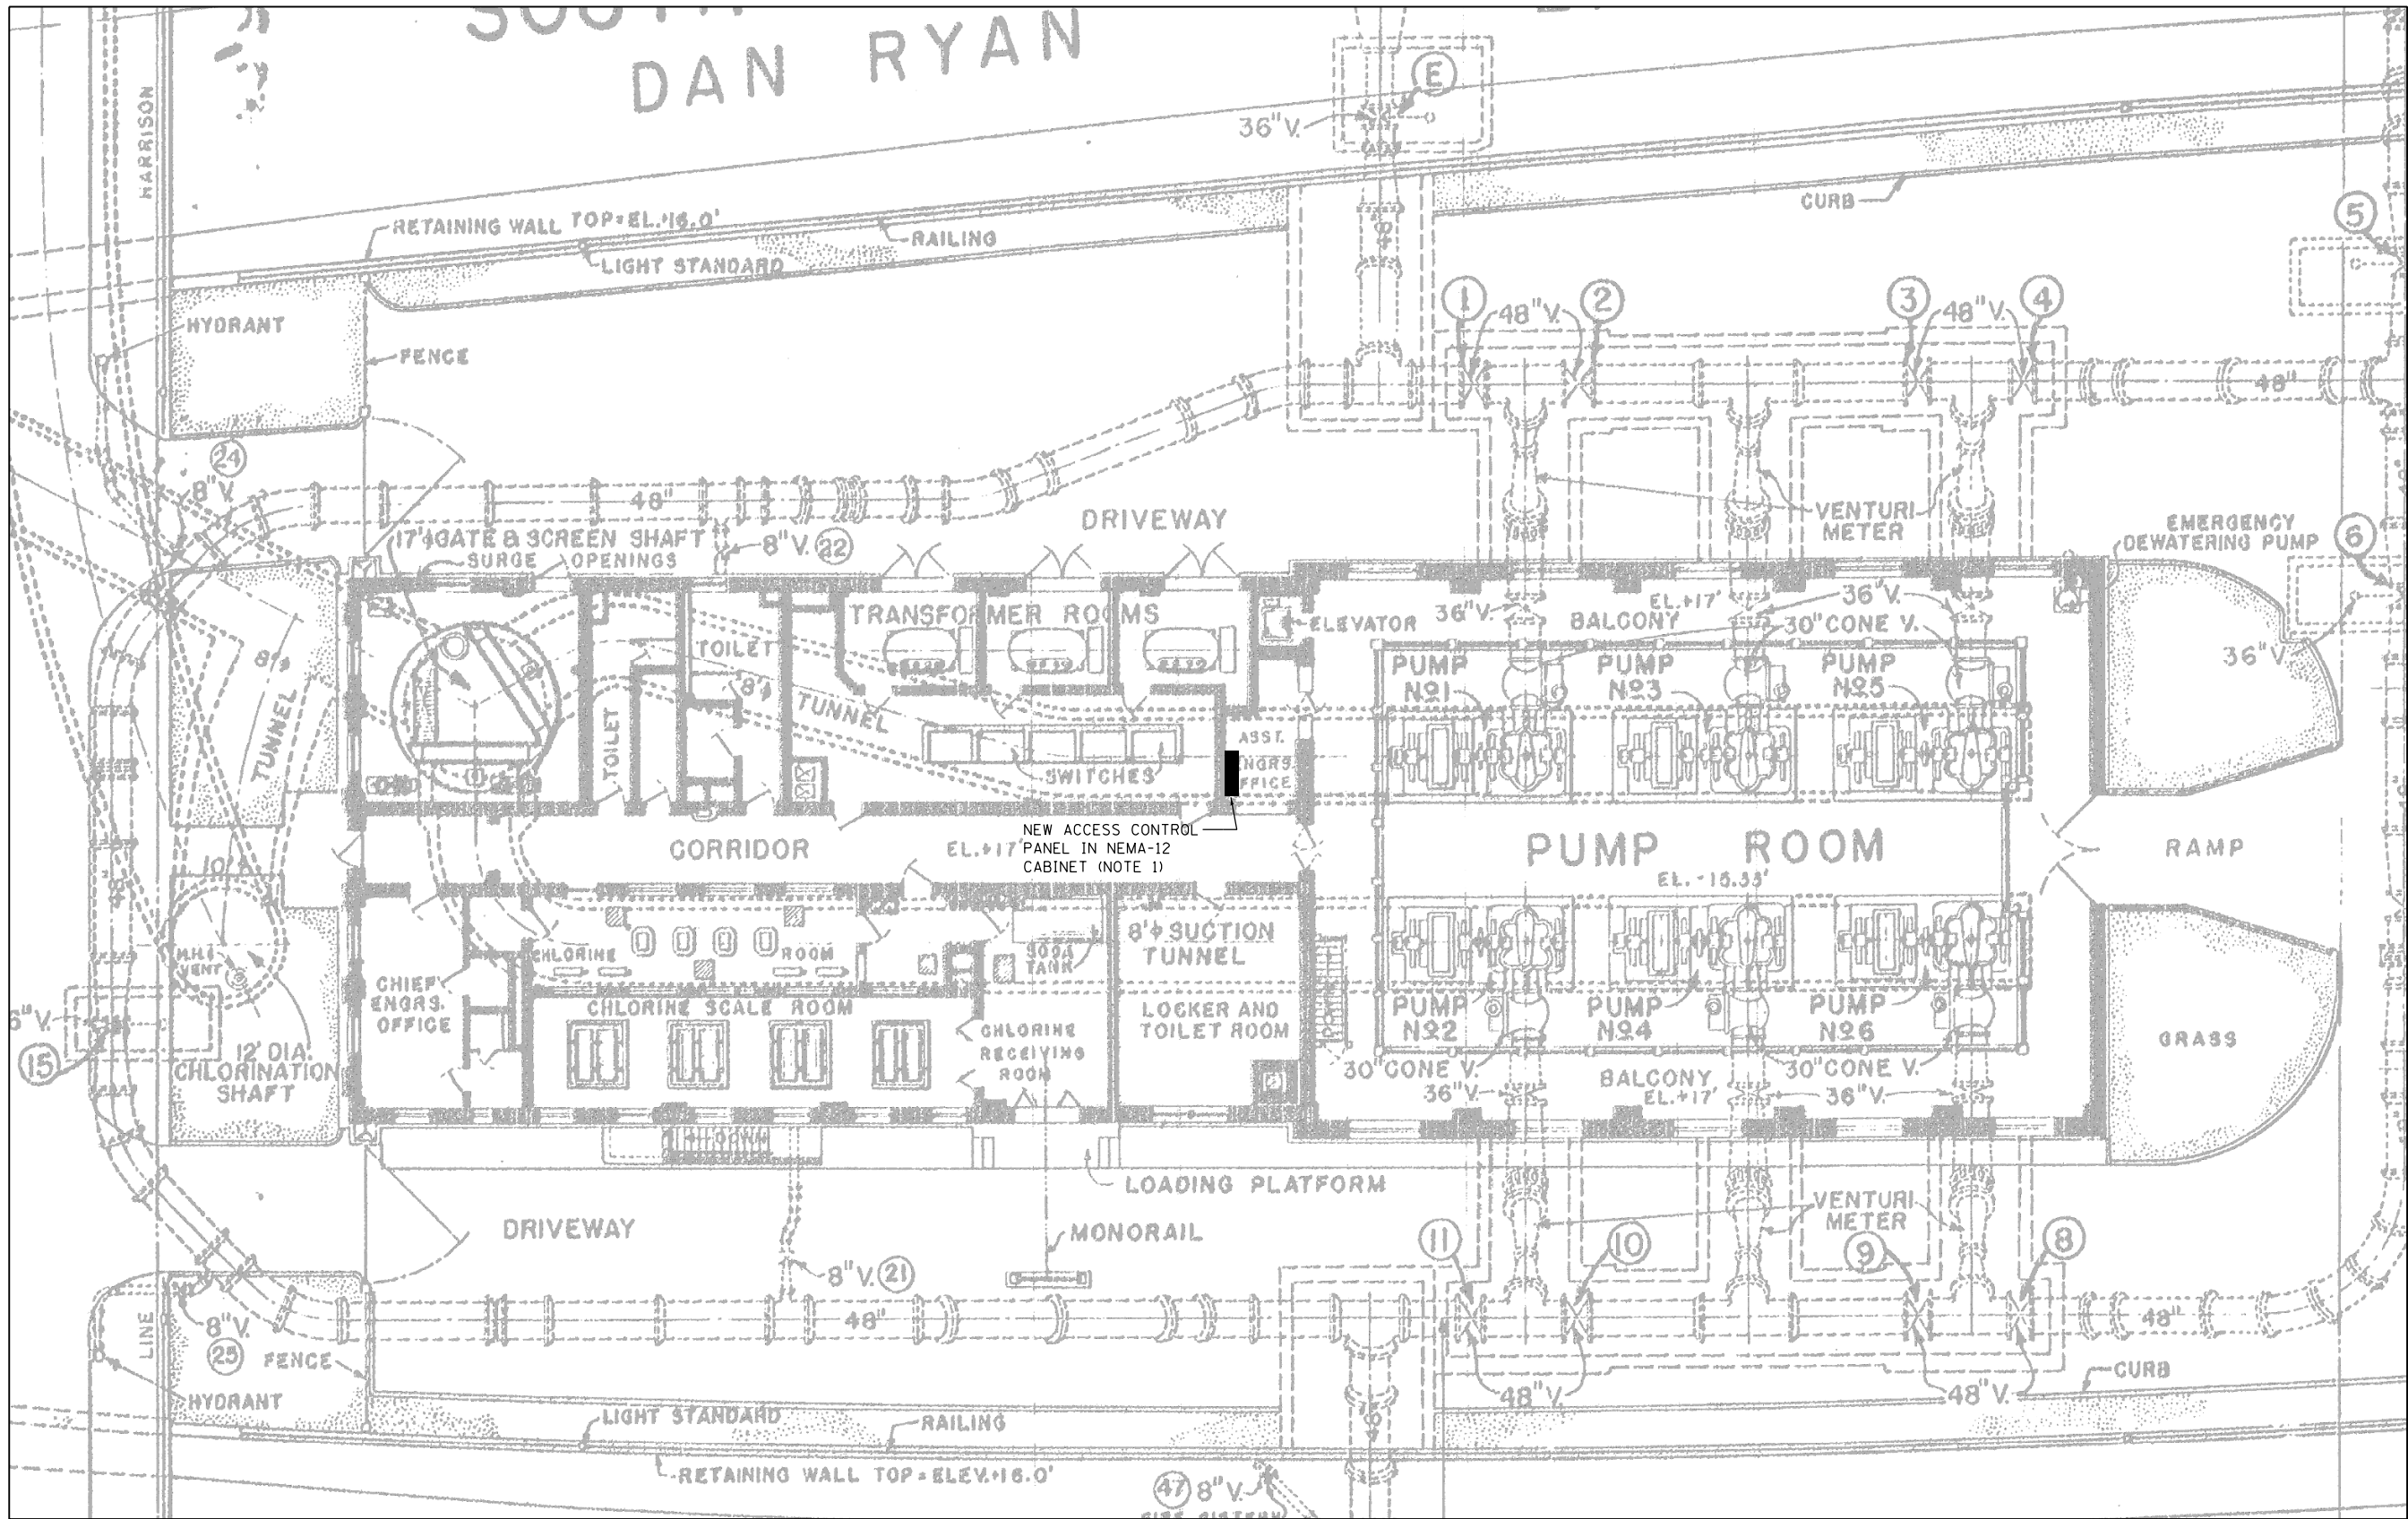 DAN RYAN
HARRISON
E
36"V.
CURB
5
RETAINING WALL TOP=EL.+16.0'
RAILING
LIGHT STANDARD
48"
HYDRANT
FENCE
1
48"V.
2
3
48"V.
4
48"
24
8"V.
48"
DRIVEWAY
VENTURI
METER
EMERGENCY
DEWATERING PUMP
6
17'ϕ GATE & SCREEN SHAFT
SURGE OPENINGS
8"V. 22
TRANSFORMER ROOMS
ELEVATOR
36"V.
BALCONY
EL.+17'
36"V.
30"CONE V.
36"V.
TOILET
8'ϕ
TUNNEL
8'ϕ
TUNNEL
TOILET
PUMP
Nº1
PUMP
Nº3
PUMP
Nº5
SWITCHES
ASST.
ENGRS.
OFFICE
NEW ACCESS CONTROL
PANEL IN NEMA-12
CABINET (NOTE 1)
CORRIDOR
EL.+17'
PUMP ROOM
EL. -15.33'
RAMP
10'ϕ
48"
M.H.&
VENT
CHLORINE ROOM
SODA
TANK
8'ϕ SUCTION
TUNNEL
CHIEF
ENGRS.
OFFICE
CHLORINE SCALE ROOM
CHLORINE
RECEIVING
ROOM
LOCKER AND
TOILET ROOM
DOWN
PUMP
Nº2
PUMP
Nº4
PUMP
Nº6
GRASS
6"V.
15
12' DIA.
CHLORINATION
SHAFT
30"CONE V.
36"V.
BALCONY
EL.+17'
30"CONE V.
36"V.
DOWN
LOADING PLATFORM
DRIVEWAY
MONORAIL
VENTURI
METER
11
10
9
8
8"V. 21
48"
48"
LINE
8"V.
25
FENCE
HYDRANT
48"V.
48"V.
CURB
LIGHT STANDARD
RAILING
48"
RETAINING WALL TOP=ELEV.+16.0'
47 8"V.